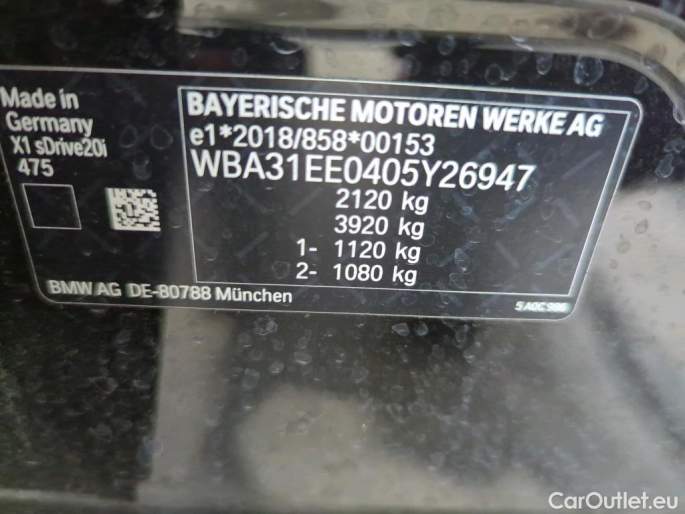 Made in
Germany
X1 sDrive20i
475
BAYERISCHE MOTOREN WERKE AG
e1*2018/858*00153
WBA31EE0405Y26947
2120 kg
3920 kg
1- 1120 kg
2- 1080 kg
BMW AG DE-80788 München
CarOutlet.eu